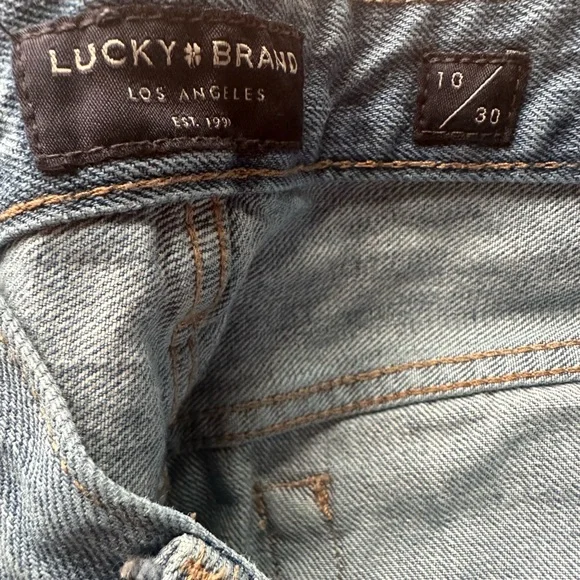 LUCKY BRAND
LOS ANGELES
EST. 1990
10/30